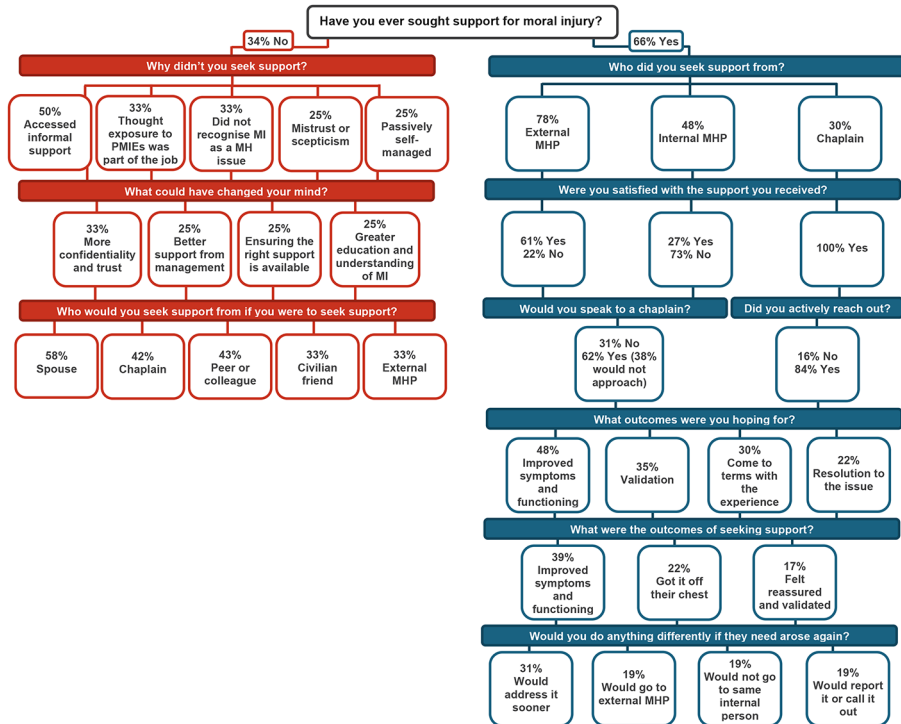 Have you ever sought support for moral injury?
34% No
66% Yes
Why didn't you seek support?
50%
Accessed
informal
support
33%
Thought
exposure to
PMIEs was
part of the job
33%
Did not
recognise MI
as a MH
issue
25%
Mistrust or
scepticism
25%
Passively
self-
managed
What could have changed your mind?
33%
More
confidentiality
and trust
25%
Better
support from
management
25%
Ensuring the
right support
is available
25%
Greater
education and
understanding
of MI
Who would you seek support from if you were to seek support?
58%
Spouse
42%
Chaplain
43%
Peer or
colleague
33%
Civilian
friend
33%
External
MHP
Who did you seek support from?
78%
External
MHP
48%
Internal MHP
30%
Chaplain
Were you satisfied with the support you received?
61% Yes
22% No
27% Yes
73% No
100% Yes
Would you speak to a chaplain?
Did you actively reach out?
31% No
62% Yes (38%
would not
approach)
16% No
84% Yes
What outcomes were you hoping for?
48%
Improved
symptoms
and
functioning
35%
Validation
30%
Come to
terms with
the
experience
22%
Resolution to
the issue
What were the outcomes of seeking support?
39%
Improved
symptoms
and
functioning
22%
Got it off
their chest
17%
Felt
reassured
and validated
Would you do anything differently if they need arose again?
31%
Would
address it
sooner
19%
Would go to
external MHP
19%
Would not go
to same
internal
person
19%
Would report
it or call it
out